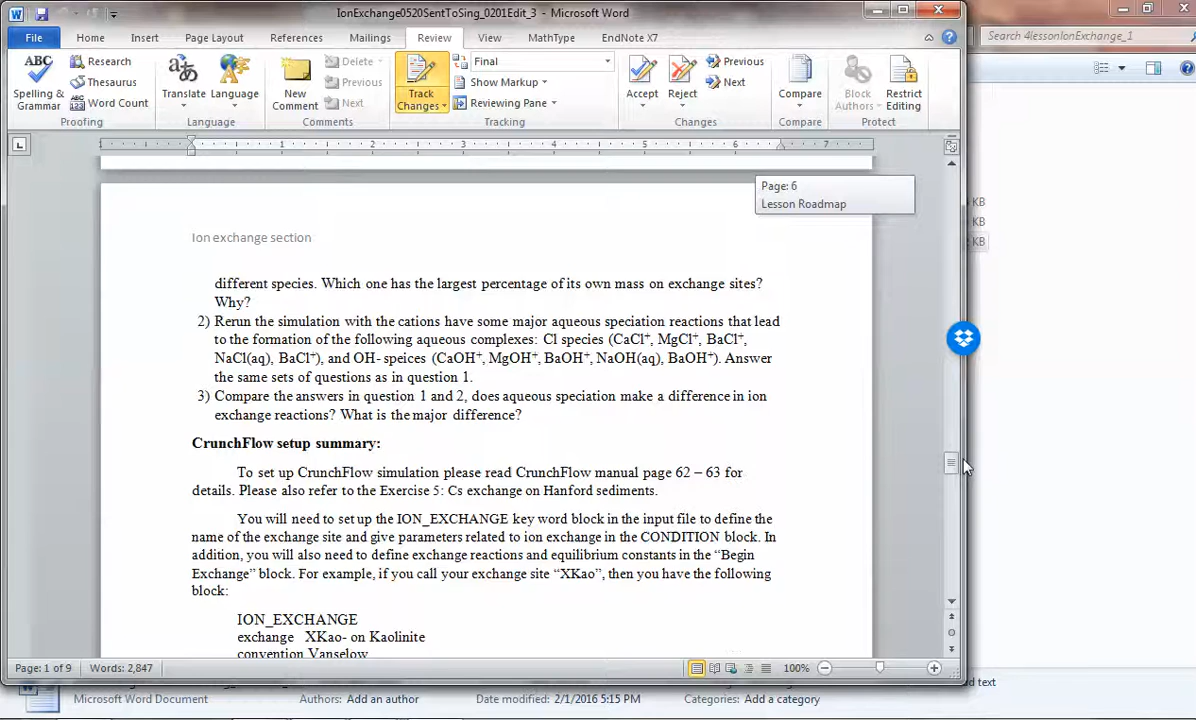 IonExchange0520SentToSing_0201Edit_3 - Microsoft Word
File Home Insert Page Layout References Mailings Review View MathType EndNote X7
Search 4lessonIonExchange_1
ABC
Spelling & Grammar
Research
Thesaurus
Word Count
Proofing
Translate
Language
Language
New Comment
Delete
Previous
Next
Comments
Track Changes
Final
Show Markup
Reviewing Pane
Tracking
Accept
Reject
Previous
Next
Changes
Compare
Compare
Block Authors
Restrict Editing
Protect
1 1 2 3 4 5 6 7
Page: 6
Lesson Roadmap
KB
KB
KB
Ion exchange section
different species. Which one has the largest percentage of its own mass on exchange sites?
Why?
2) Rerun the simulation with the cations have some major aqueous speciation reactions that lead
to the formation of the following aqueous complexes: Cl species (CaCl⁺, MgCl⁺, BaCl⁺,
NaCl(aq), BaCl⁺), and OH- speices (CaOH⁺, MgOH⁺, BaOH⁺, NaOH(aq), BaOH⁺). Answer
the same sets of questions as in question 1.
3) Compare the answers in question 1 and 2, does aqueous speciation make a difference in ion
exchange reactions? What is the major difference?
CrunchFlow setup summary:
To set up CrunchFlow simulation please read CrunchFlow manual page 62 – 63 for
details. Please also refer to the Exercise 5: Cs exchange on Hanford sediments.
You will need to set up the ION_EXCHANGE key word block in the input file to define the
name of the exchange site and give parameters related to ion exchange in the CONDITION block. In
addition, you will also need to define exchange reactions and equilibrium constants in the “Begin
Exchange” block. For example, if you call your exchange site “XKao”, then you have the following
block:
ION_EXCHANGE
exchange XKao- on Kaolinite
convention Vanselow
Page: 1 of 9 Words: 2,847 100%
d text
Microsoft Word Document Authors: Add an author Date modified: 2/1/2016 5:15 PM Categories: Add a category